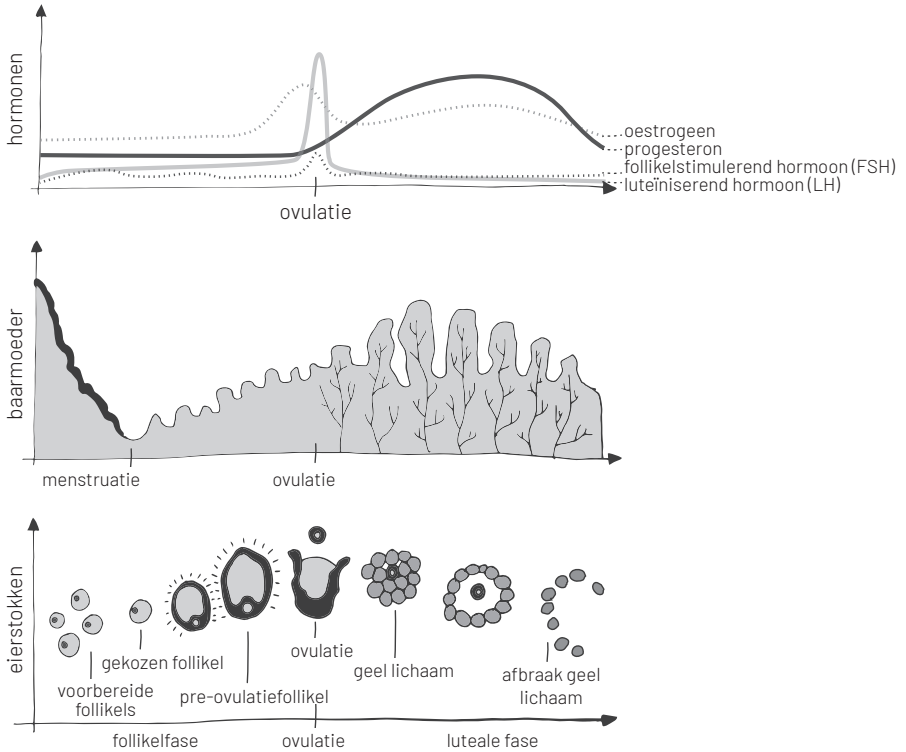 hormonen
oestrogeen
progesteron
follikelstimulerend hormoon (FSH)
luteïniserend hormoon (LH)
ovulatie
baarmoeder
menstruatie
ovulatie
eierstokken
ovulatie
gekozen follikel
geel lichaam
afbraak geel
lichaam
voorbereide
follikels
pre-ovulatiefollikel
follikelfase
ovulatie
luteale fase